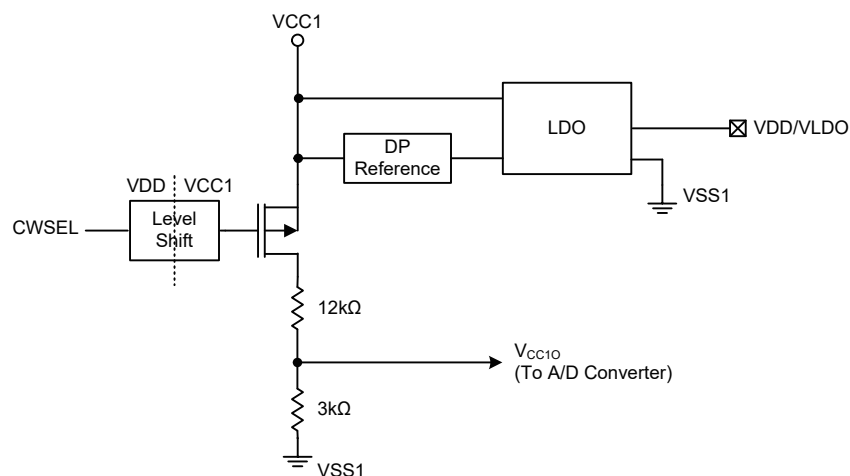 VCC1
LDO
VDD/VLDO
DP
Reference
VSS1
VDD
VCC1
CWSEL
Level
Shift
12kΩ
VCC1O
(To A/D Converter)
3kΩ
VSS1